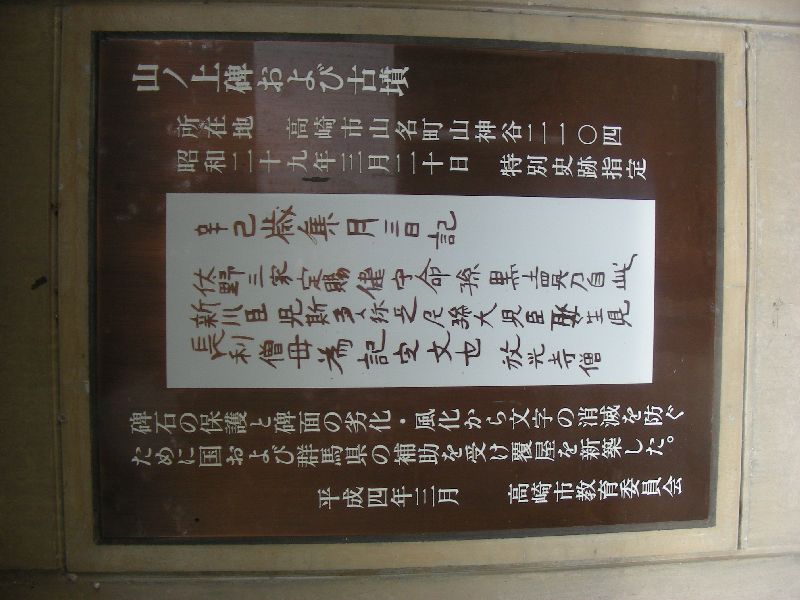 山ノ上碑および古墳
所在地 高崎市山名町山神谷二一〇四
昭和二十九年三月二十日 特別史跡指定
辛己歳集月三日記
佐野三家定賜健守命孫黒賣刀自此
新川臣児斯多々弥足尼孫大児臣娶生児
長利僧母為記定文也 放光寺僧
碑石の保護と碑面の劣化・風化から文字の消滅を防ぐ
ために国および群馬県の補助を受け覆屋を新築した。
平成四年三月 高崎市教育委員会